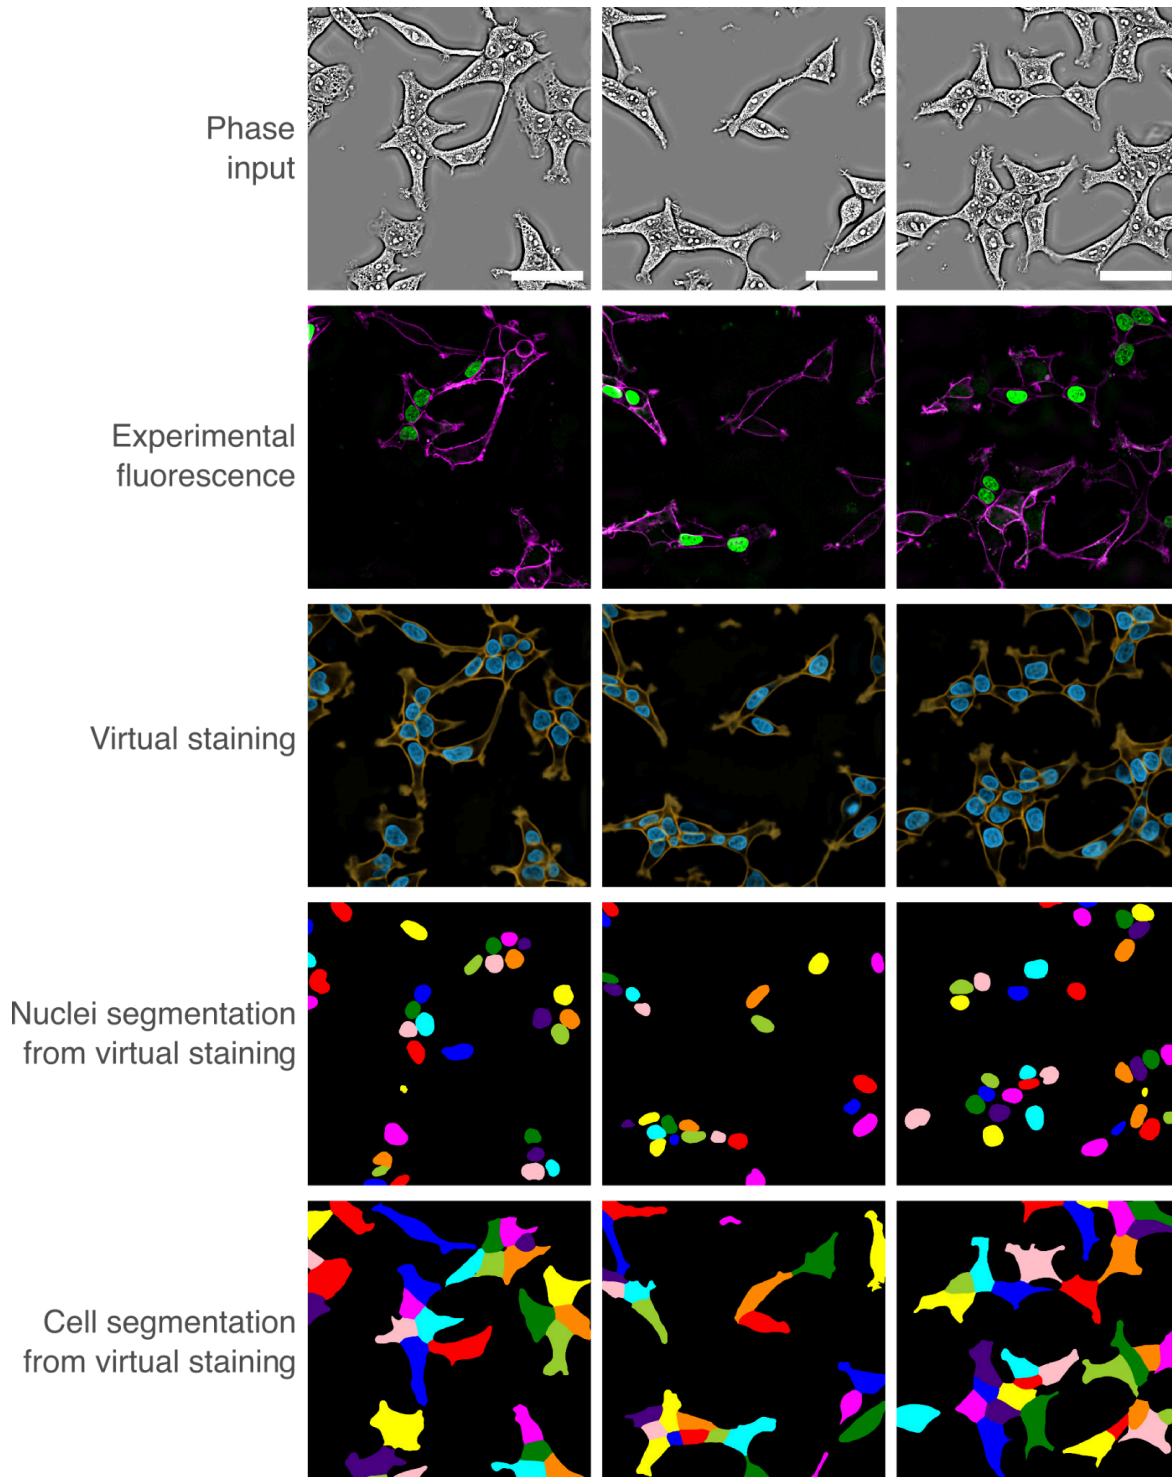 Phase
input
Experimental
fluorescence
Virtual staining
Nuclei segmentation
from virtual staining
Cell segmentation
from virtual staining